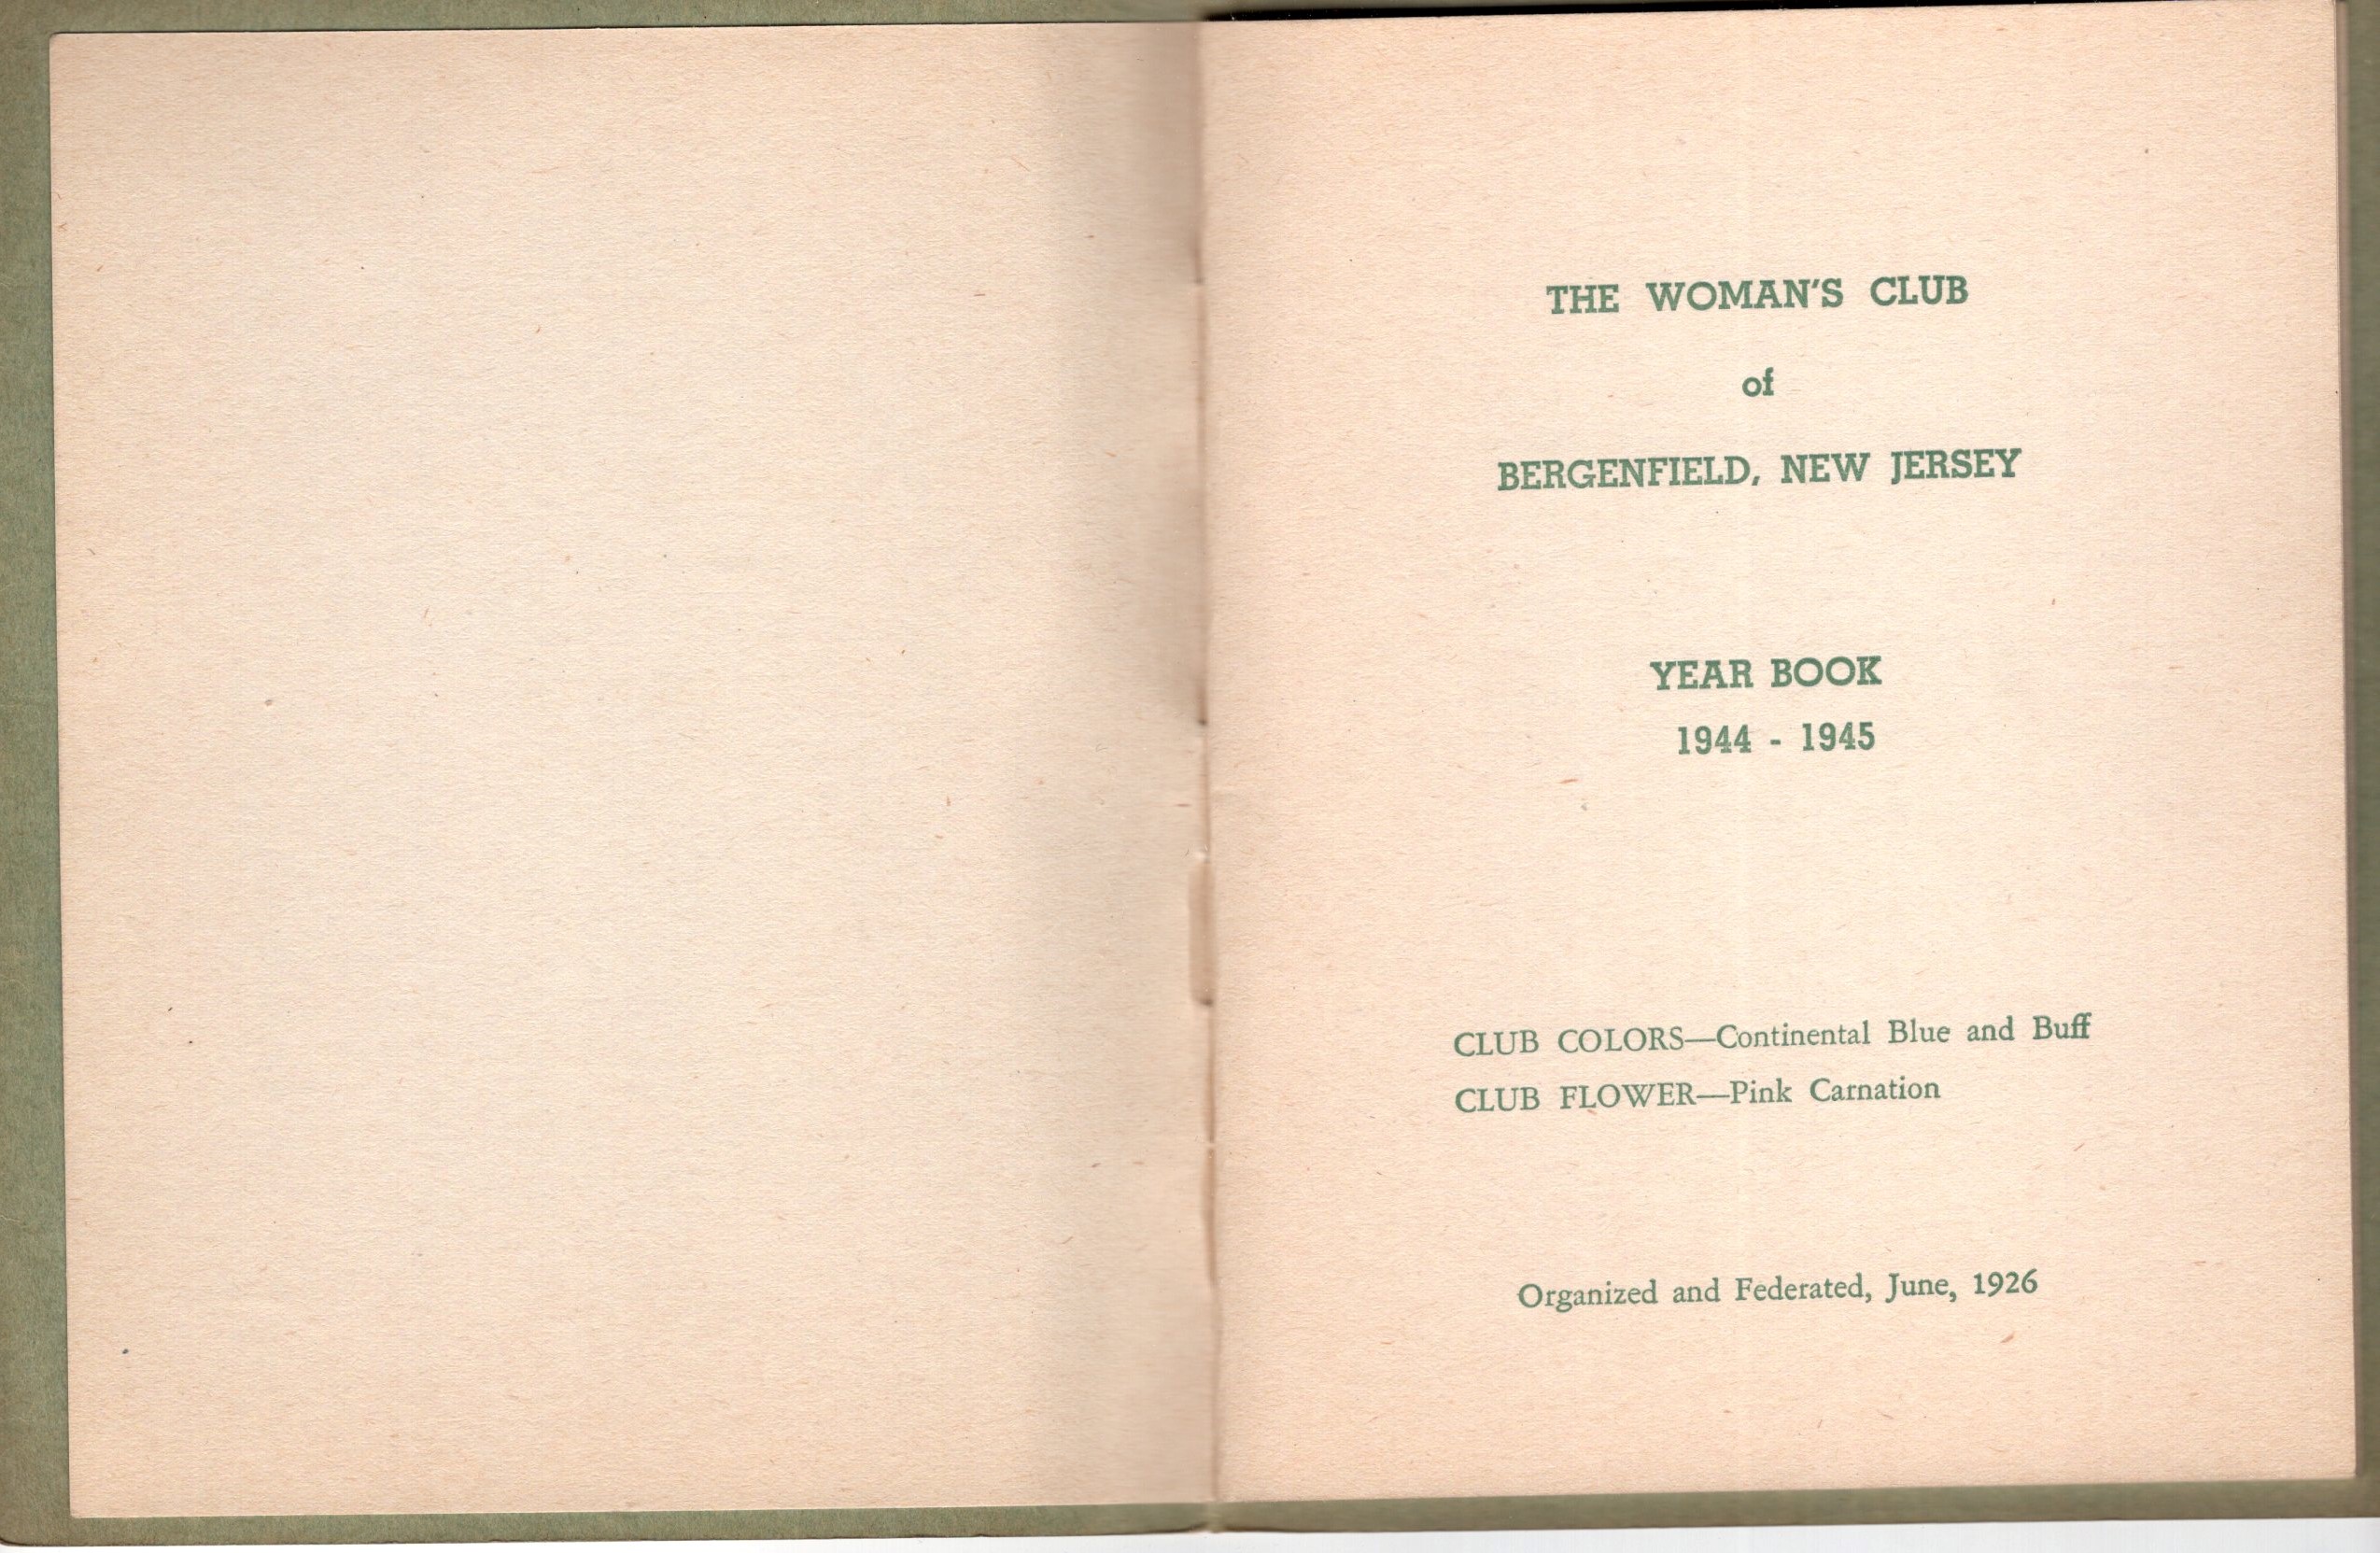 THE WOMAN'S CLUB
of
BERGENFIELD, NEW JERSEY
YEAR BOOK
1944 - 1945
CLUB COLORS—Continental Blue and Buff
CLUB FLOWER—Pink Carnation
Organized and Federated, June, 1926